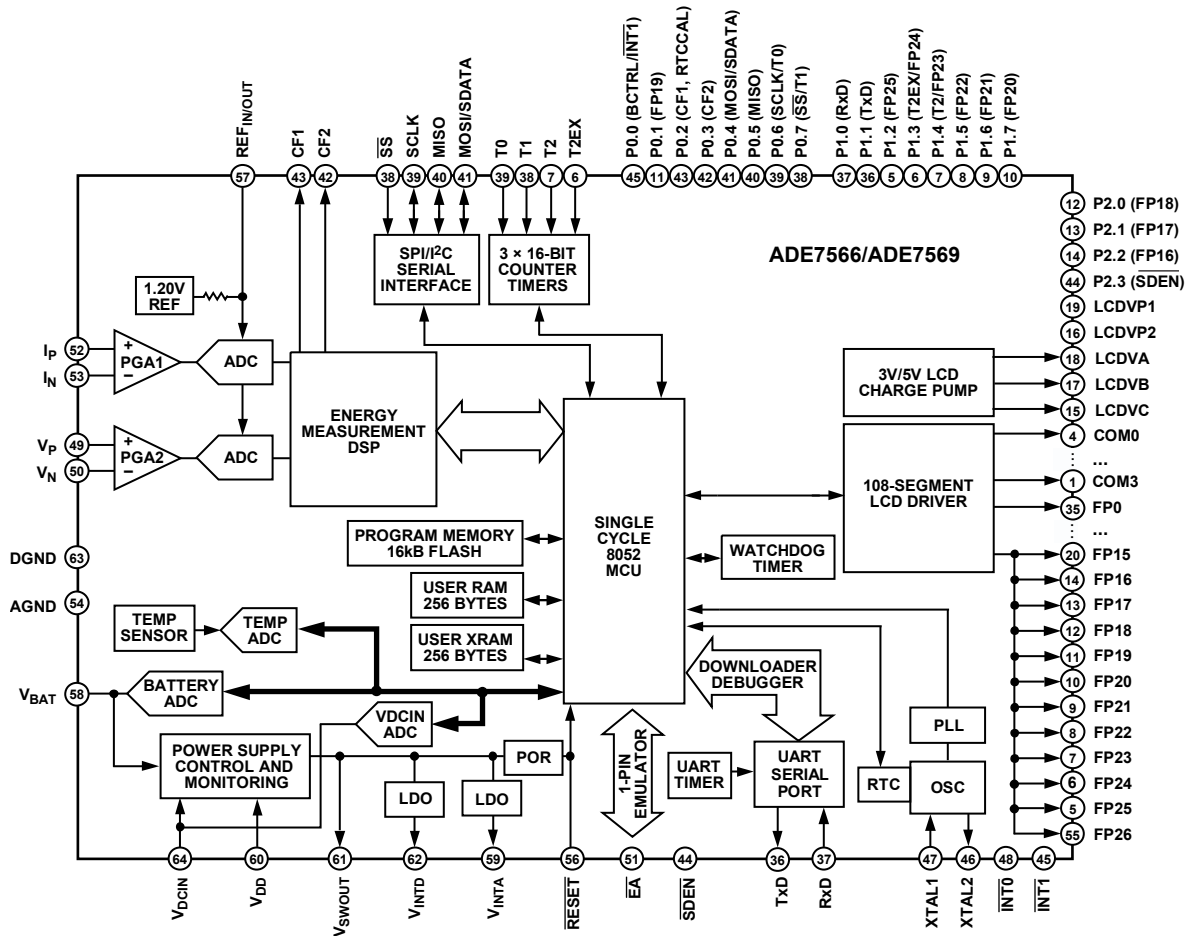 REF IN/OUT
CF1
CF2
SS
SCLK
MISO
MOSI/SDATA
T0
T1
T2
T2EX
P0.0 (BCTRL/INT1)
P0.1 (FP19)
P0.2 (CF1, RTCCAL)
P0.3 (CF2)
P0.4 (MOSI/SDATA)
P0.5 (MISO)
P0.6 (SCLK/T0)
P0.7 (SS/T1)
P1.0 (RxD)
P1.1 (TxD)
P1.2 (FP25)
P1.3 (T2EX/FP24)
P1.4 (T2/FP23)
P1.5 (FP22)
P1.6 (FP21)
P1.7 (FP20)
57
43
42
38
39
40
41
39
38
7
6
45
11
43
42
41
40
39
38
37
36
5
6
7
8
9
10
12 P2.0 (FP18)
13 P2.1 (FP17)
14 P2.2 (FP16)
44 P2.3 (SDEN)
19 LCDVP1
16 LCDVP2
18 LCDVA
17 LCDVB
15 LCDVC
4 COM0
...
1 COM3
35 FP0
...
20 FP15
14 FP16
13 FP17
12 FP18
11 FP19
10 FP20
9 FP21
8 FP22
7 FP23
6 FP24
5 FP25
55 FP26
ADE7566/ADE7569
SPI/I2C
SERIAL
INTERFACE
3 × 16-BIT
COUNTER
TIMERS
1.20V
REF
IP 52
IN 53
+
PGA1
−
ADC
VP 49
VN 50
+
PGA2
−
ADC
ENERGY
MEASUREMENT
DSP
3V/5V LCD
CHARGE PUMP
108-SEGMENT
LCD DRIVER
SINGLE
CYCLE
8052
MCU
PROGRAM MEMORY
16kB FLASH
USER RAM
256 BYTES
USER XRAM
256 BYTES
WATCHDOG
TIMER
DGND 63
AGND 54
TEMP
SENSOR
TEMP
ADC
VBAT 58
BATTERY
ADC
VDCIN
ADC
POWER SUPPLY
CONTROL AND
MONITORING
LDO
LDO
POR
1-PIN
EMULATOR
DOWNLOADER
DEBUGGER
UART
TIMER
UART
SERIAL
PORT
PLL
RTC
OSC
64
60
61
62
59
56
51
44
36
37
47
46
48
45
VDCIN
VDD
VSWOUT
VINTD
VINTA
RESET
EA
SDEN
TxD
RxD
XTAL1
XTAL2
INT0
INT1